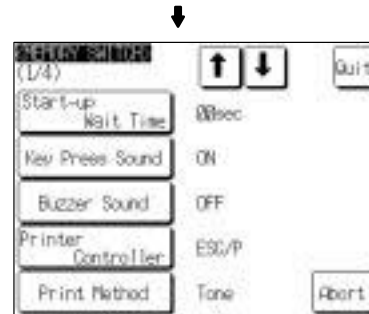 MEMORY SWITCH
(1/4)
Quit
Start-up
Wait Time
00sec
Key Press Sound
ON
Buzzer Sound
OFF
Printer
Controller
ESC/P
Print Method
Tone
Abort